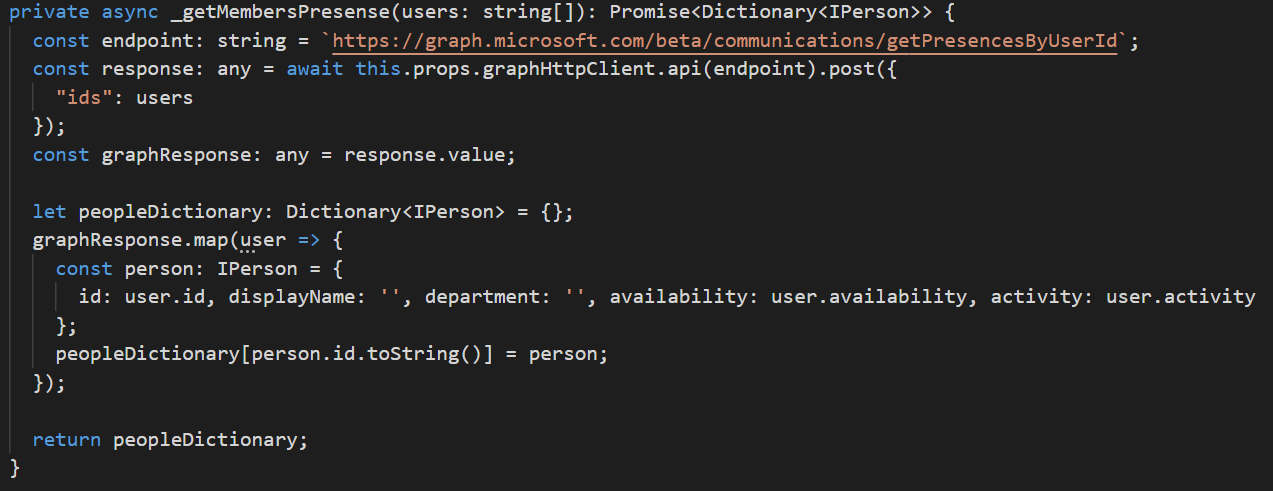 private async _getMembersPresense(users: string[]): Promise<Dictionary<IPerson>> {
const endpoint: string = `https://graph.microsoft.com/beta/communications/getPresencesByUserId`;
const response: any = await this.props.graphHttpClient.api(endpoint).post({
"ids": users
});
const graphResponse: any = response.value;
let peopleDictionary: Dictionary<IPerson> = {};
graphResponse.map(user => {
const person: IPerson = {
id: user.id, displayName: '', department: '', availability: user.availability, activity: user.activity
};
peopleDictionary[person.id.toString()] = person;
});
return peopleDictionary;
}